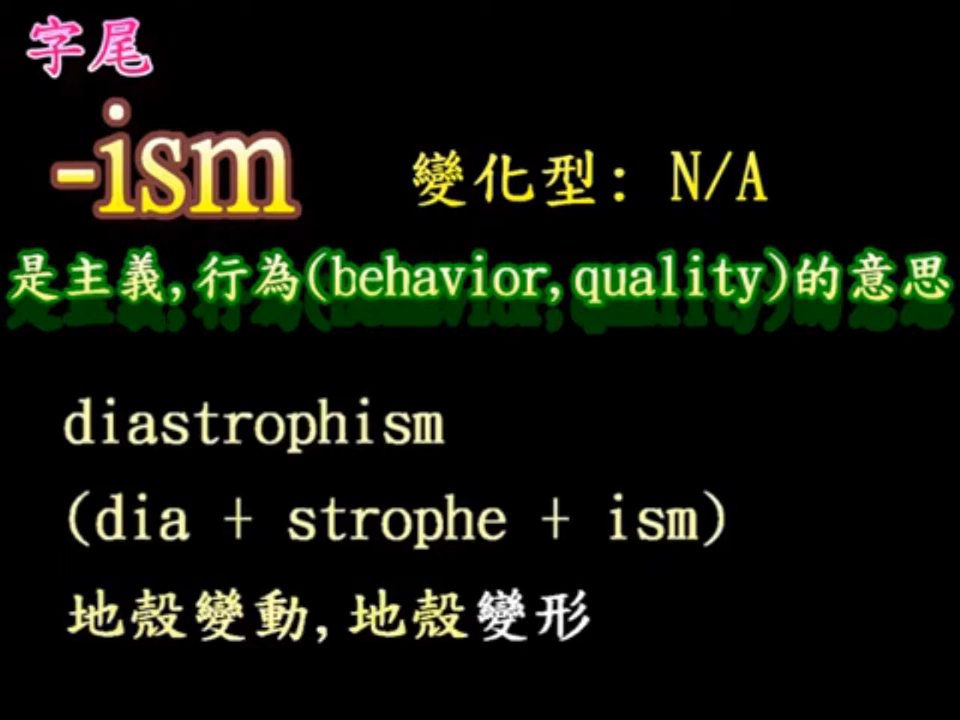 字尾
-ism
變化型: N/A
是主義,行為(behavior,quality)的意思
diastrophism
(dia + strophe + ism)
地殼變動,地殼變形